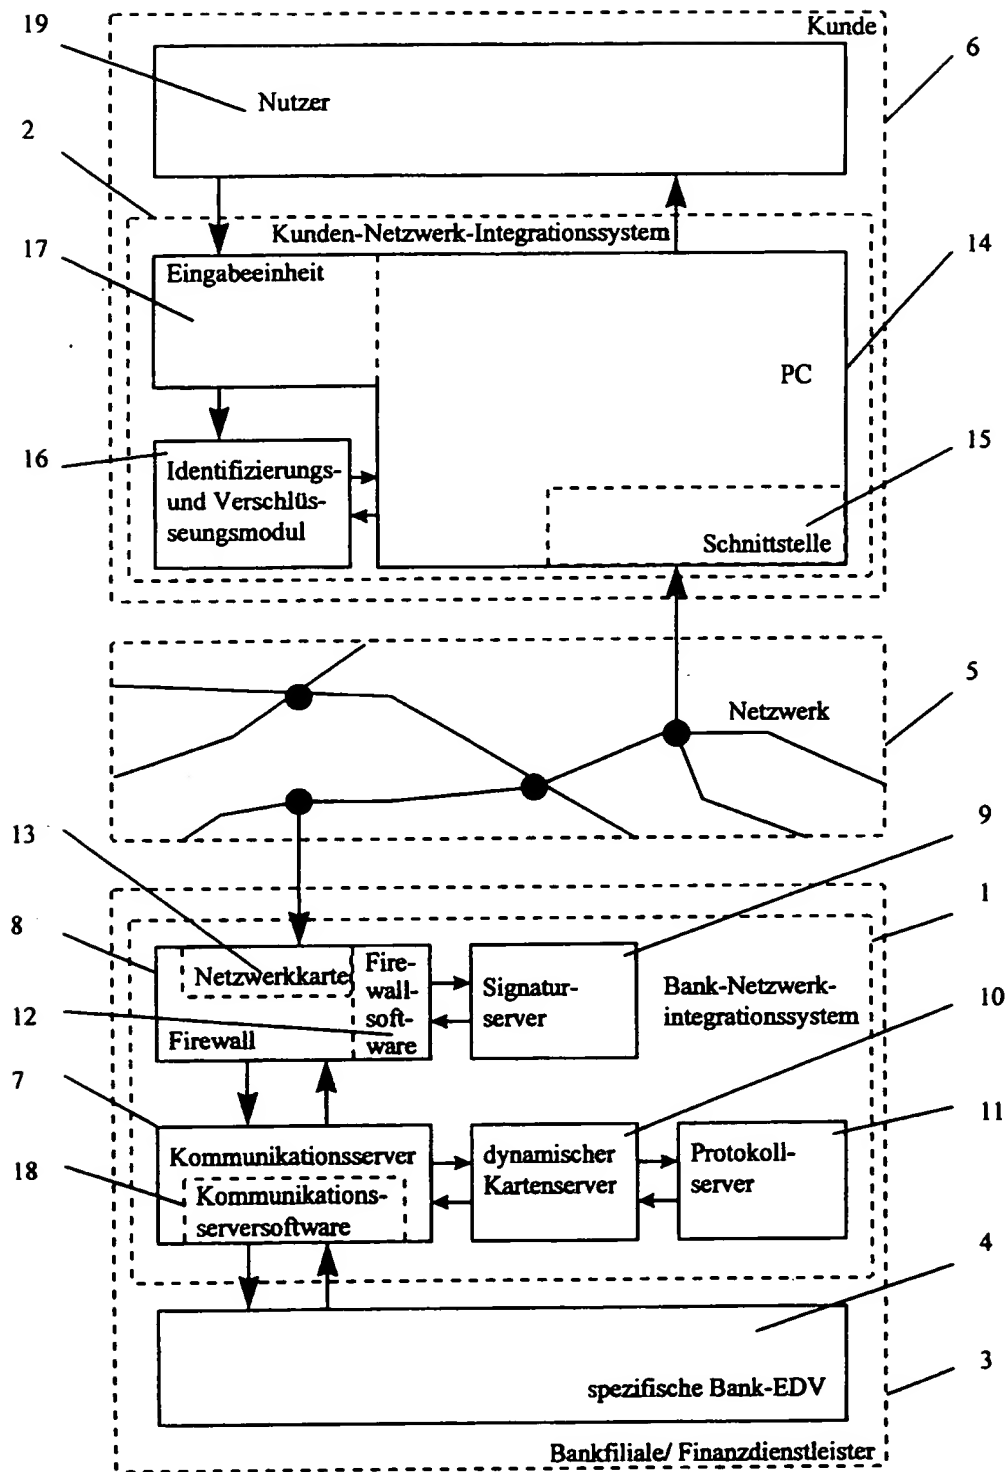 19
Kunde
6
Nutzer
2
Kunden-Netzwerk-Integrationssystem
17
Eingabeeinheit
14
PC
16
15
Identifizierungs-
und Verschlüs-
seungsmodul
Schnittstelle
5
Netzwerk
13
9
8
1
Netzwerkkarte
Fire-
wall-
soft-
ware
Signatur-
server
Bank-Netzwerk-
integrationssystem
12
10
Firewall
7
11
Kommunikationsserver
dynamischer
Kartenserver
Protokoll-
server
18
Kommunikations-
serversoftware
4
3
spezifische Bank-EDV
Bankfiliale/ Finanzdienstleister